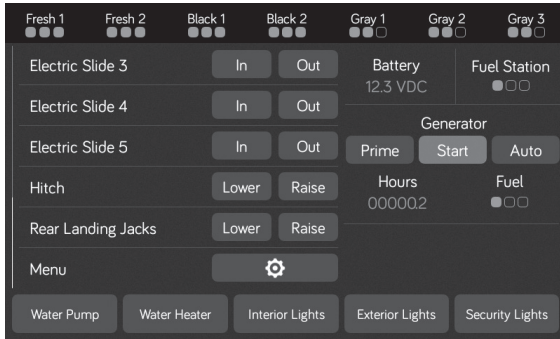 Fresh 1 Fresh 2 Black 1 Black 2 Gray 1 Gray 2 Gray 3
Electric Slide 3 In Out
Electric Slide 4 In Out
Electric Slide 5 In Out
Hitch Lower Raise
Rear Landing Jacks Lower Raise
Menu
Battery Fuel Station
12.3 VDC
Generator
Prime Start Auto
Hours Fuel
00000.2
Water Pump Water Heater Interior Lights Exterior Lights Security Lights